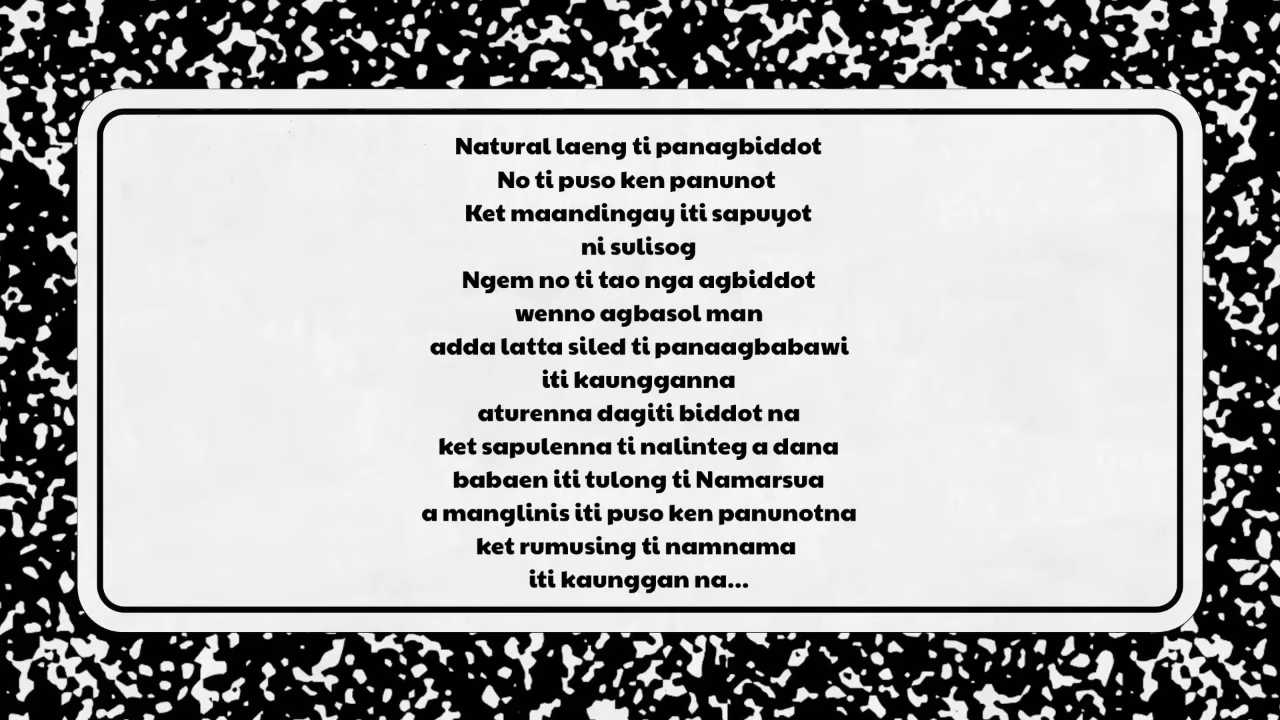 Natural laeng ti panagbiddot
No ti puso ken panunot
Ket maandingay iti sapuyot
ni sulisog
Ngem no ti tao nga agbiddot
wenno agbasol man
adda latta siled ti panaagbabawi
iti kaungganna
aturenna dagiti biddot na
ket sapulenna ti nalinteg a dana
babaen iti tulong ti Namarsua
a manglinis iti puso ken panunotna
ket rumusing ti namnama
iti kaunggan na...